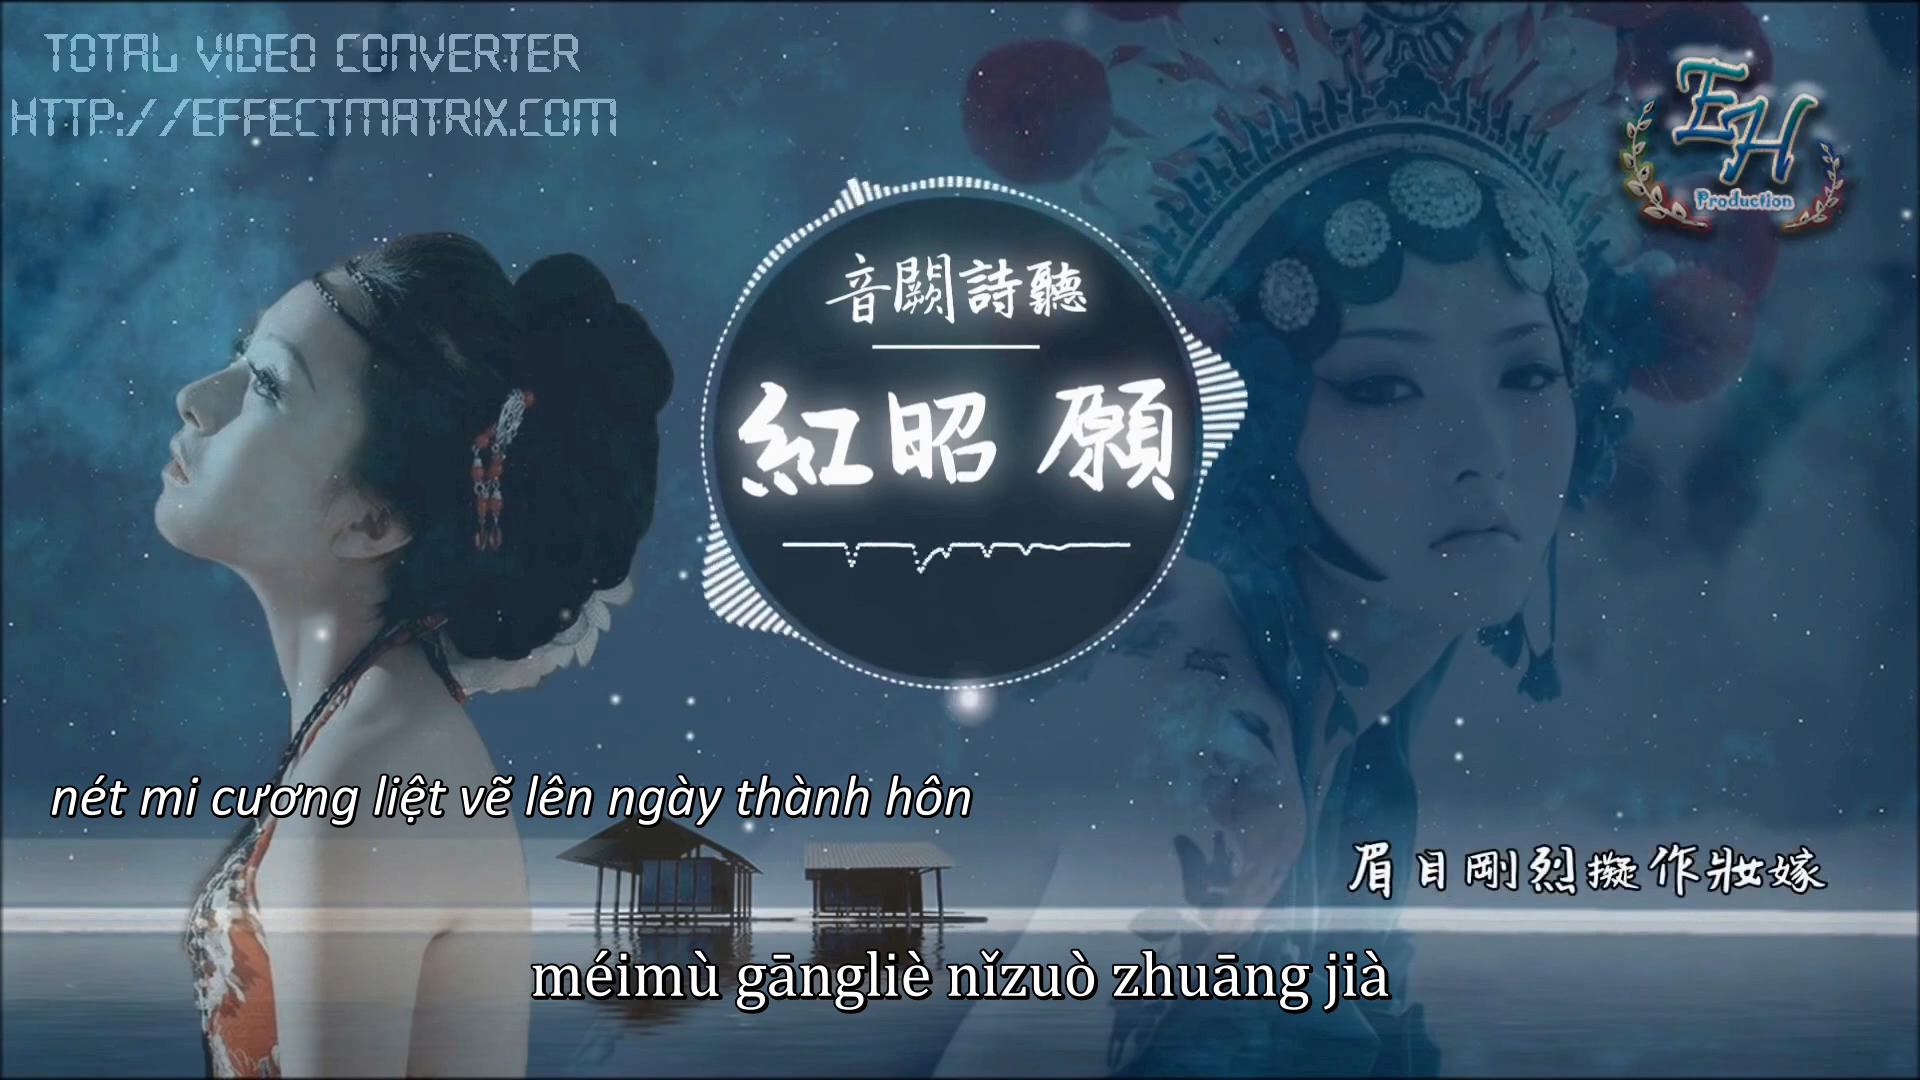 TOTAL VIDEO CONVERTER
HTTP://EFFECTMATRIX.COM
EH
Production
音闕詩聽
紅昭願
nét mi cương liệt vẽ lên ngày thành hôn
眉目剛烈擬作妝嫁
méimù gāngliè nǐzuò zhuāng jià